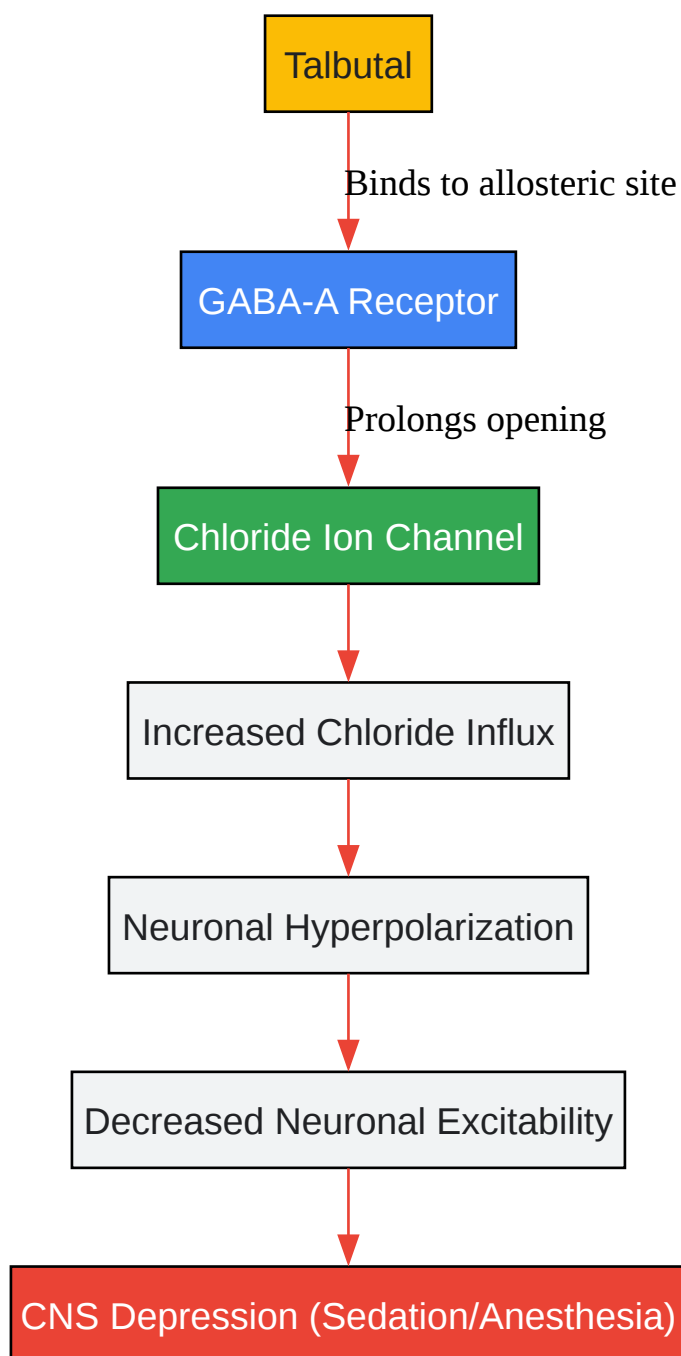 Talbutal
Binds to allosteric site
GABA-A Receptor
Prolongs opening
Chloride Ion Channel
Increased Chloride Influx
Neuronal Hyperpolarization
Decreased Neuronal Excitability
CNS Depression (Sedation/Anesthesia)